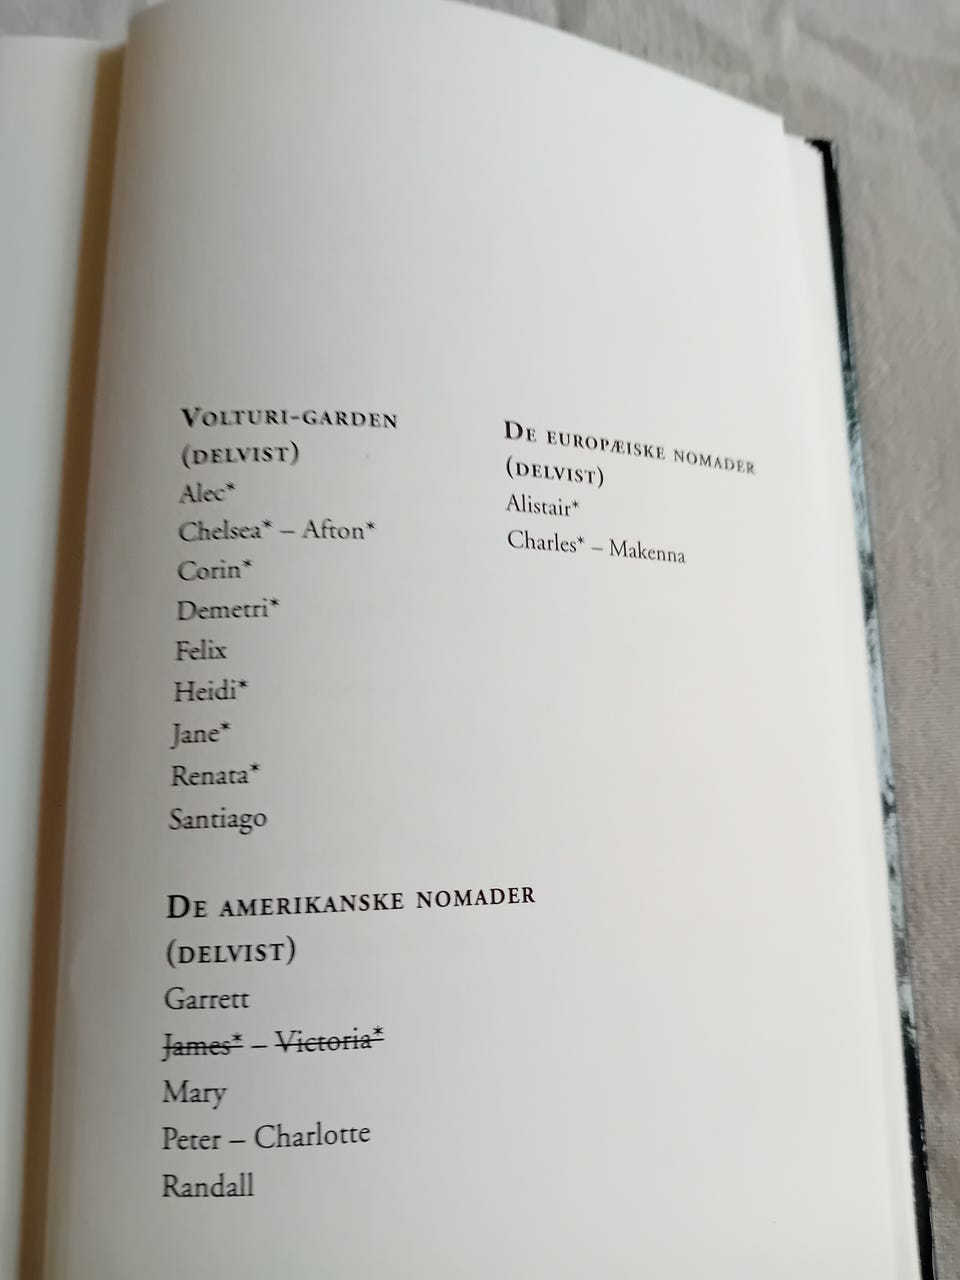 VOLTURI-GARDEN
(DELVIST)
Alec*
Chelsea* – Afton*
Corin*
Demetri*
Felix
Heidi*
Jane*
Renata*
Santiago
DE AMERIKANSKE NOMADER
(DELVIST)
Garrett
James* – Victoria*
Mary
Peter – Charlotte
Randall
DE EUROPÆISKE NOMADER
(DELVIST)
Alistair*
Charles* – Makenna